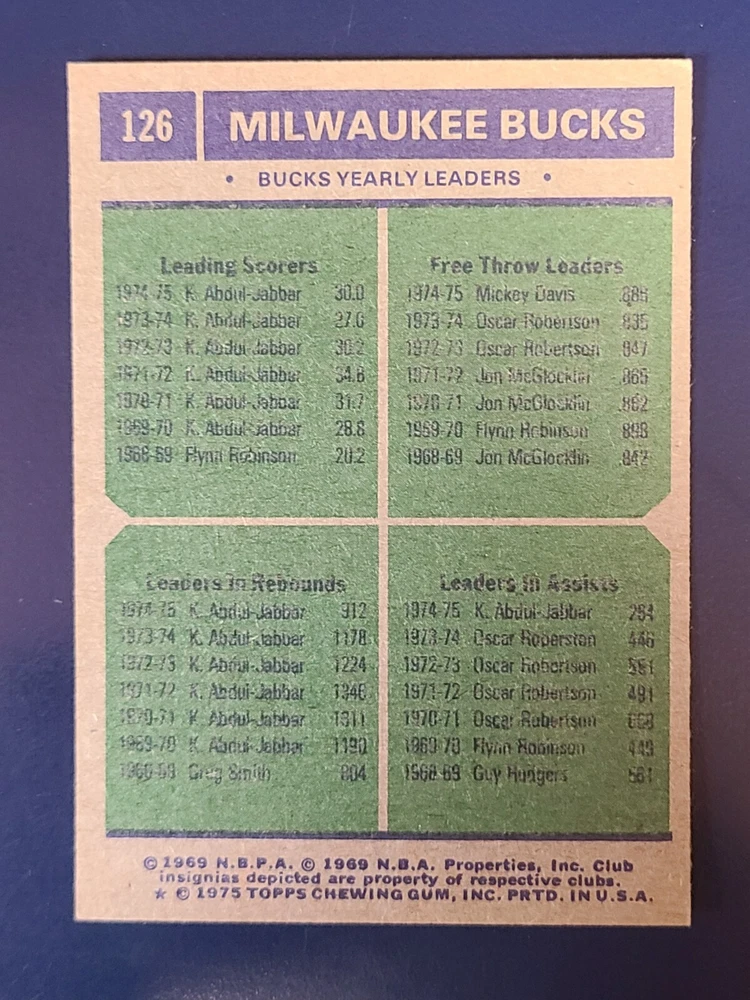 126 MILWAUKEE BUCKS
• BUCKS YEARLY LEADERS •
Leading Scorers
1974-75 K. Abdul-Jabbar 30.0
1973-74 K. Abdul-Jabbar 27.0
1972-73 K. Abdul-Jabbar 30.2
1971-72 K. Abdul-Jabbar 34.8
1970-71 K. Abdul-Jabbar 31.7
1969-70 K. Abdul-Jabbar 28.8
1968-69 Flynn Robinson 20.2
Free Throw Leaders
1974-75 Mickey Davis
1973-74 Oscar Robertson .835
1972-73 Oscar Robertson .847
1971-72 Jon McGlocklin
1970-71 Jon McGlocklin .862
1969-70 Flynn Robinson .898
1968-69 Jon McGlocklin .842
Leaders in Rebounds
1974-75 K. Abdul-Jabbar 912
1973-74 K. Abdul-Jabbar 1178
1972-73 K. Abdul-Jabbar 1224
1971-72 K. Abdul-Jabbar 1346
1970-71 K. Abdul-Jabbar 1311
1969-70 K. Abdul-Jabbar 1190
1968-69 Greg Smith 804
Leaders in Assists
1974-75 K. Abdul-Jabbar 264
1973-74 Oscar Roberston 446
1972-73 Oscar Robertson 551
1971-72 Oscar Robertson 491
1970-71 Oscar Robertson 668
1969-70 Flynn Robinson 449
1968-69 Guy Rodgers 561
© 1969 N.B.P.A. © 1969 N.B.A. Properties, Inc. Club
insignias depicted are property of respective clubs.
★ © 1975 TOPPS CHEWING GUM, INC. PRTD. IN U.S.A.